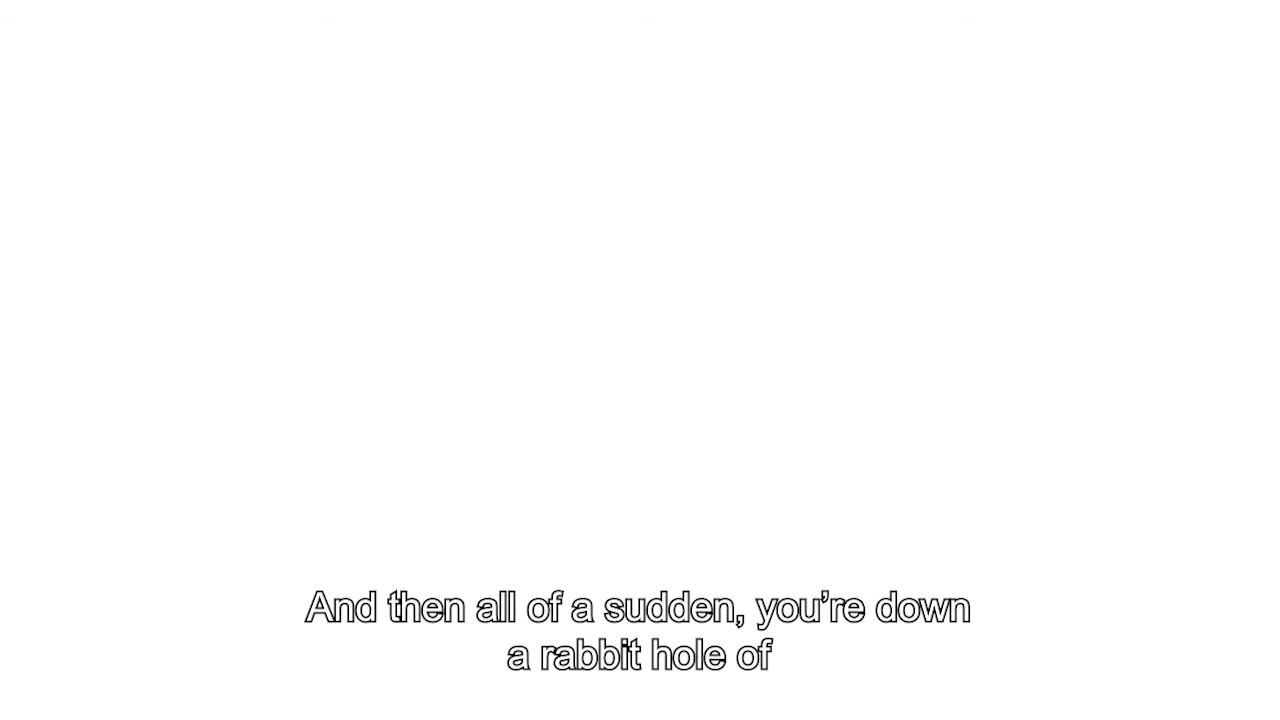 And then all of a sudden, you’re down
a rabbit hole of